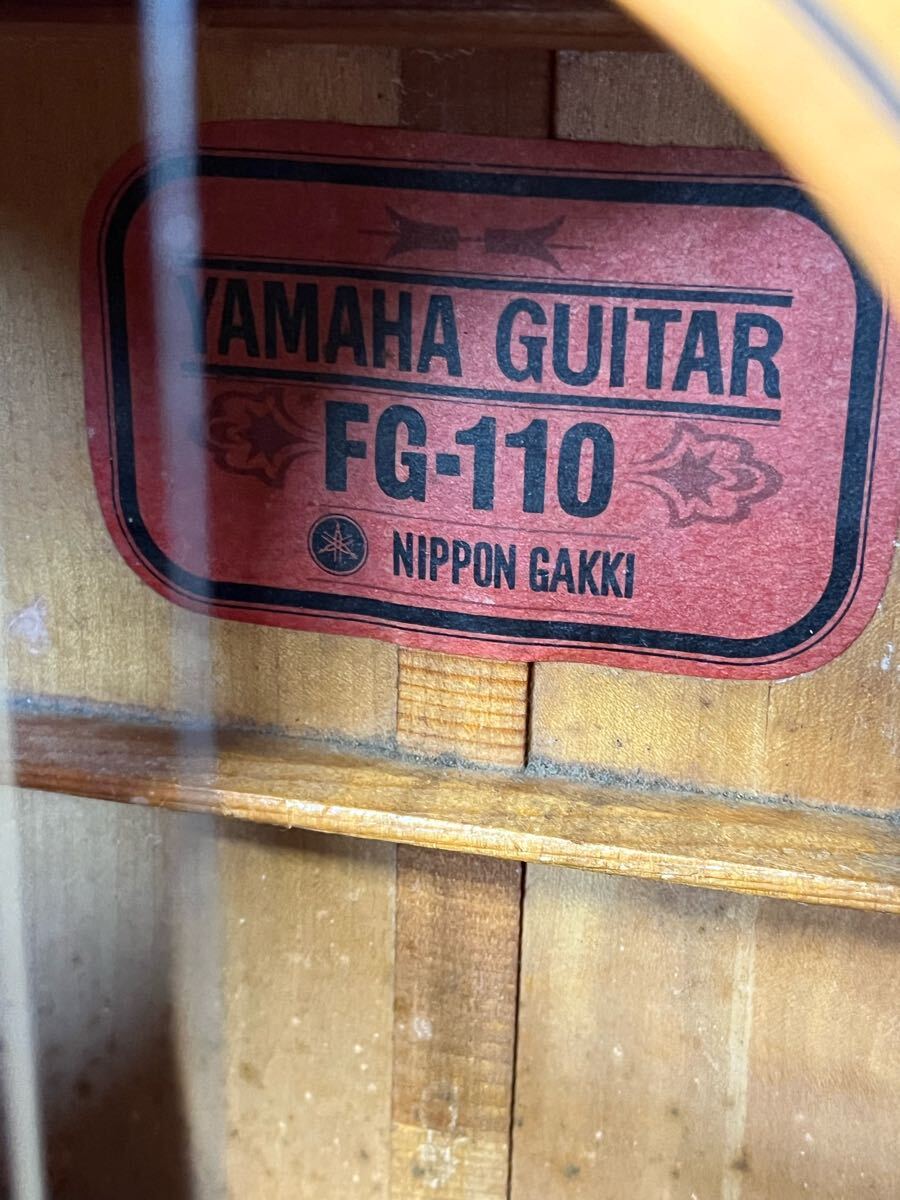 YAMAHA GUITAR
FG-110
NIPPON GAKKI